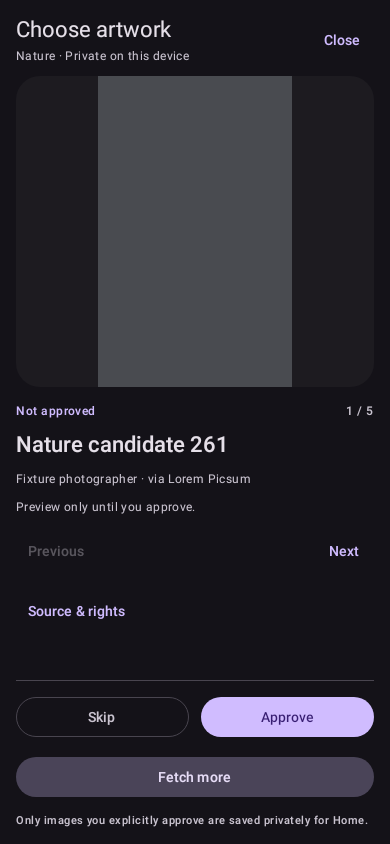 Choose artwork
Close
Nature · Private on this device
Not approved
1 / 5
Nature candidate 261
Fixture photographer · via Lorem Picsum
Preview only until you approve.
Previous
Next
Source & rights
Skip
Approve
Fetch more
Only images you explicitly approve are saved privately for Home.